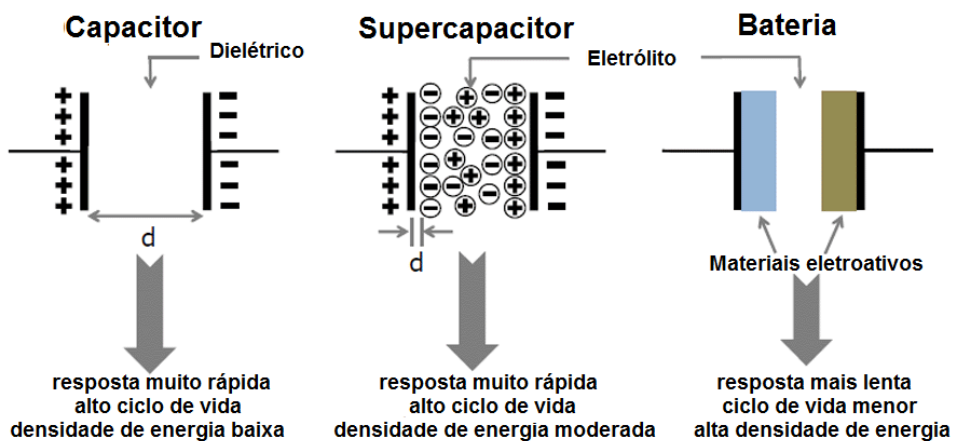 Capacitor
Supercapacitor
Bateria
Dielétrico
Eletrólito
d
d
Materiais eletroativos
resposta muito rápida
alto ciclo de vida
densidade de energia baixa
resposta muito rápida
alto ciclo de vida
densidade de energia moderada
resposta mais lenta
ciclo de vida menor
alta densidade de energia